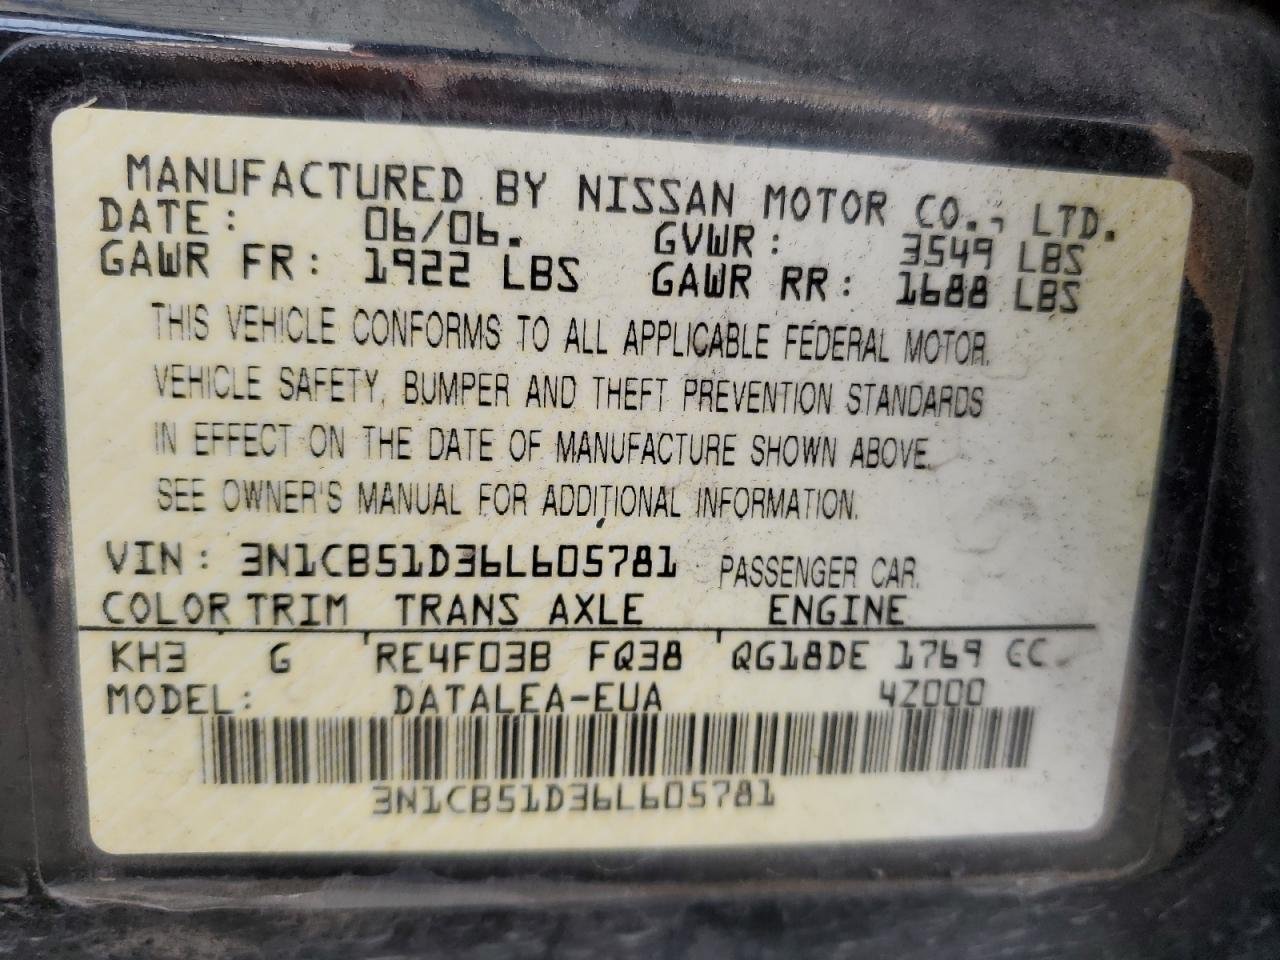 MANUFACTURED BY NISSAN MOTOR CO., LTD.
DATE: 06/06. GVWR: 3549 LBS
GAWR FR: 1922 LBS GAWR RR: 1688 LBS
THIS VEHICLE CONFORMS TO ALL APPLICABLE FEDERAL MOTOR
VEHICLE SAFETY, BUMPER AND THEFT PREVENTION STANDARDS
IN EFFECT ON THE DATE OF MANUFACTURE SHOWN ABOVE.
SEE OWNER'S MANUAL FOR ADDITIONAL INFORMATION.
VIN: 3N1CB51D36L605781 PASSENGER CAR
COLOR TRIM TRANS AXLE ENGINE
KH3 G RE4F03B FQ38 QG18DE 1769 CC
MODEL: DATALEA-EUA 4Z000
3N1CB51D36L605781